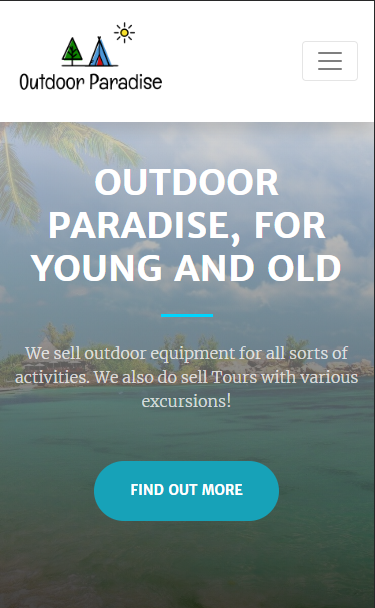 Outdoor Paradise
OUTDOOR
PARADISE, FOR
YOUNG AND OLD
We sell outdoor equipment for all sorts of
activities. We also do sell Tours with various
excursions!
FIND OUT MORE